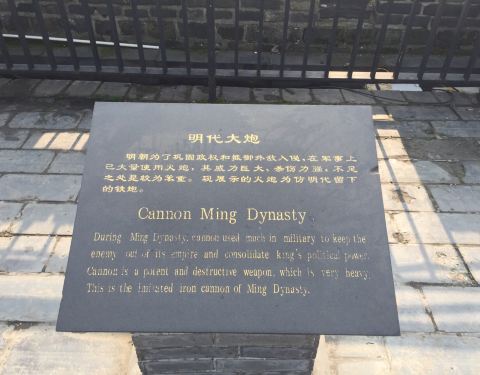 明代大炮
明朝为了巩固政权和抵御外敌入侵，在军事上
已大量使用火炮，其威力巨大，杀伤力强，不足
之处是较为笨重。现展示的火炮为仿明代留下
的铁炮。
Cannon Ming Dynasty
During Ming Dynasty, cannon used much in military to keep the
enemy out of its empire and consolidate king's political power.
Cannon is a potent and destructive weapon, which is very heavy.
This is the imitated iron cannon of Ming Dynasty.